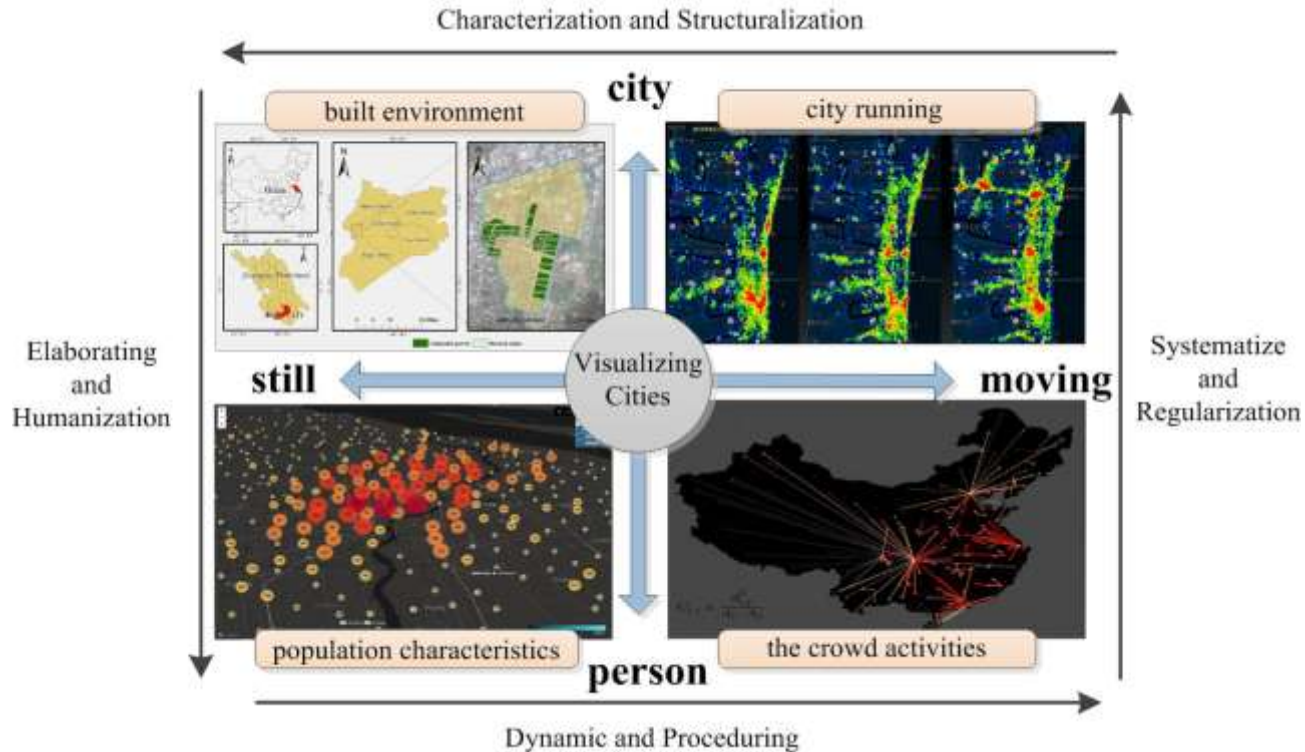 Characterization and Structuralization
city
built environment
city running
Elaborating
and
Humanization
still
Visualizing
Cities
moving
Systematize
and
Regularization
population characteristics
the crowd activities
person
Dynamic and Proceduring